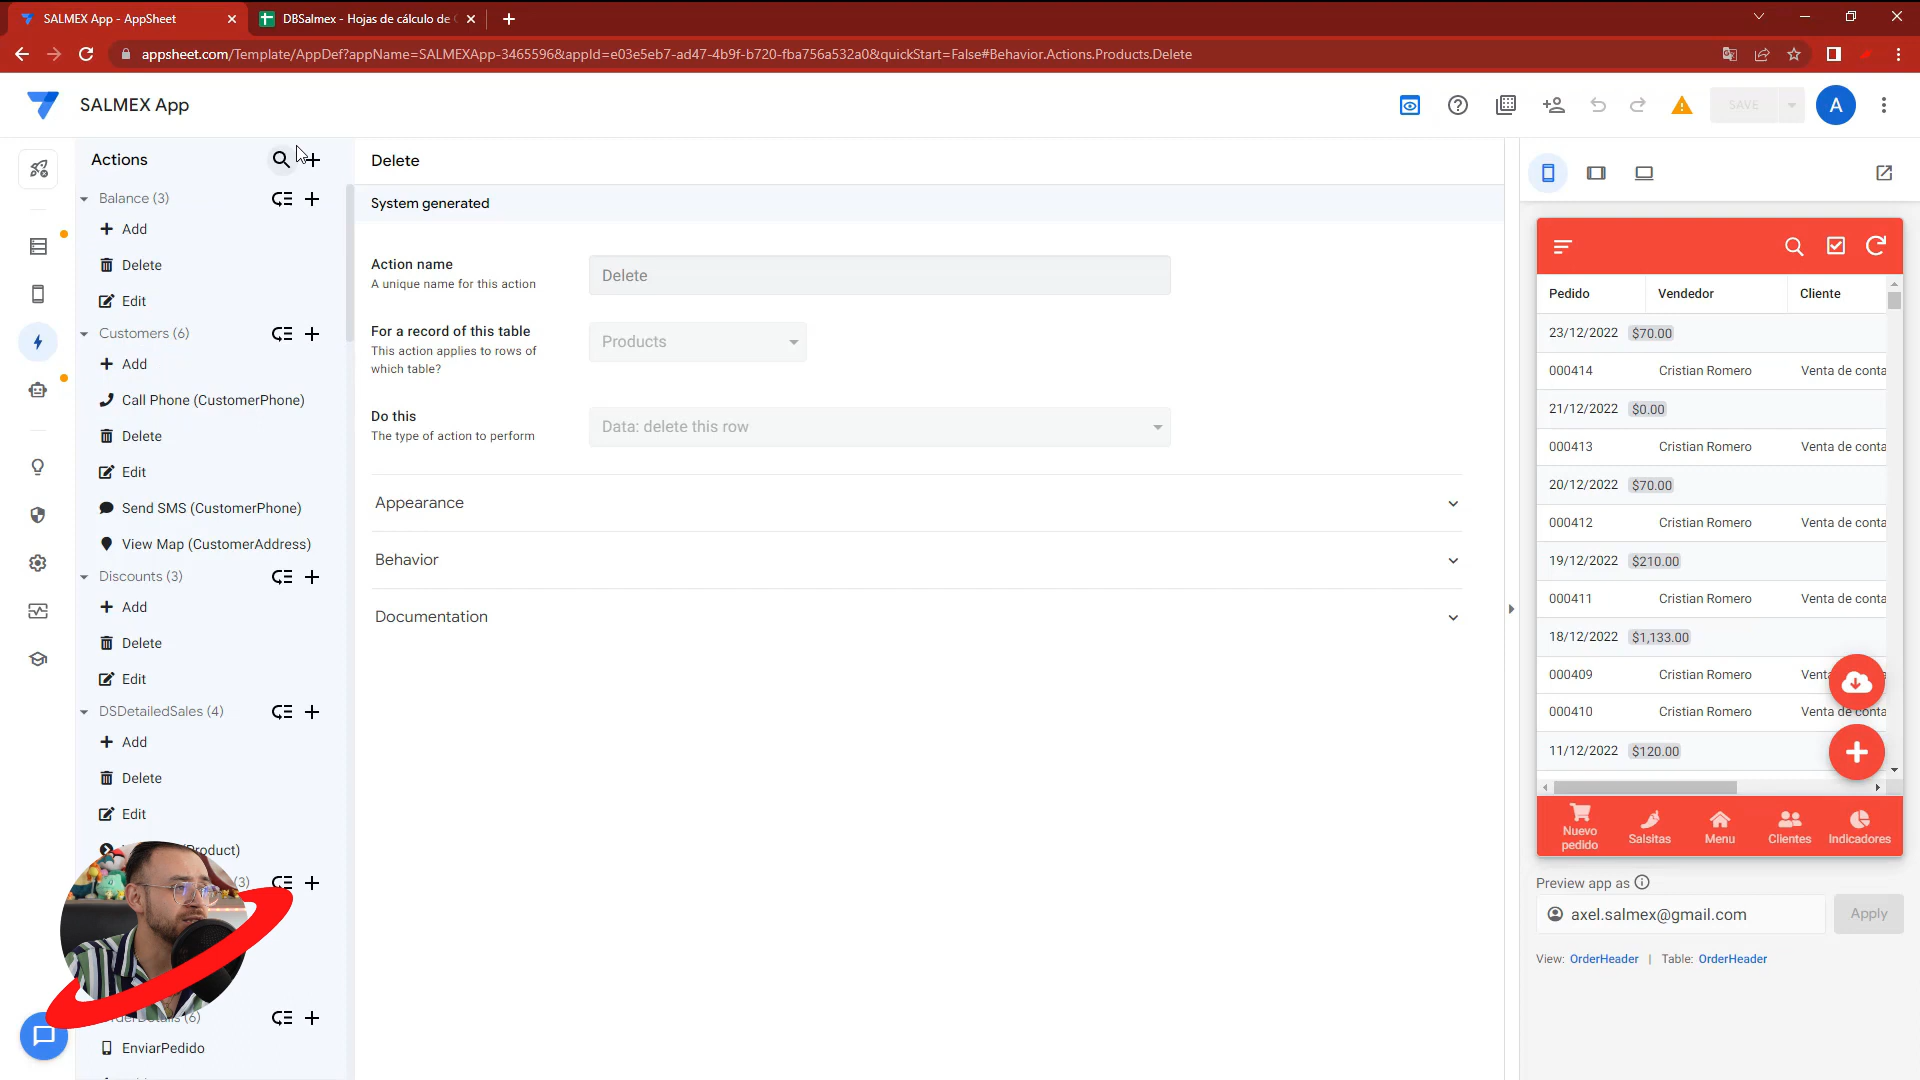 SALMEX App - AppSheet
DBSalmex - Hojas de cálculo de
appsheet.com/Template/AppDef?appName=SALMEXApp-3465596&appId=e03e5eb7-ad47-4b9f-b720-fba756a532a0&quickStart=False#Behavior.Actions.Products.Delete
SALMEX App
SAVE
A
Actions
Balance (3)
Add
Delete
Edit
Customers (6)
Add
Call Phone (CustomerPhone)
Delete
Edit
Send SMS (CustomerPhone)
View Map (CustomerAddress)
Discounts (3)
Add
Delete
Edit
DSDetailedSales (4)
Add
Delete
Edit
Product)
(3)
(6)
EnviarPedido
Delete
System generated
Action name
A unique name for this action
Delete
For a record of this table
This action applies to rows of
which table?
Products
Do this
The type of action to perform
Data: delete this row
Appearance
Behavior
Documentation
Pedido Vendedor Cliente
23/12/2022 $70.00
000414 Cristian Romero Venta de conta
21/12/2022 $0.00
000413 Cristian Romero Venta de conta
20/12/2022 $70.00
000412 Cristian Romero Venta de conta
19/12/2022 $210.00
000411 Cristian Romero Venta de conta
18/12/2022 $1,133.00
000409 Cristian Romero Venta
000410 Cristian Romero Venta de conta
11/12/2022 $120.00
Nuevo
pedido
Salsitas
Menu
Clientes
Indicadores
Preview app as
axel.salmex@gmail.com
Apply
View: OrderHeader | Table: OrderHeader